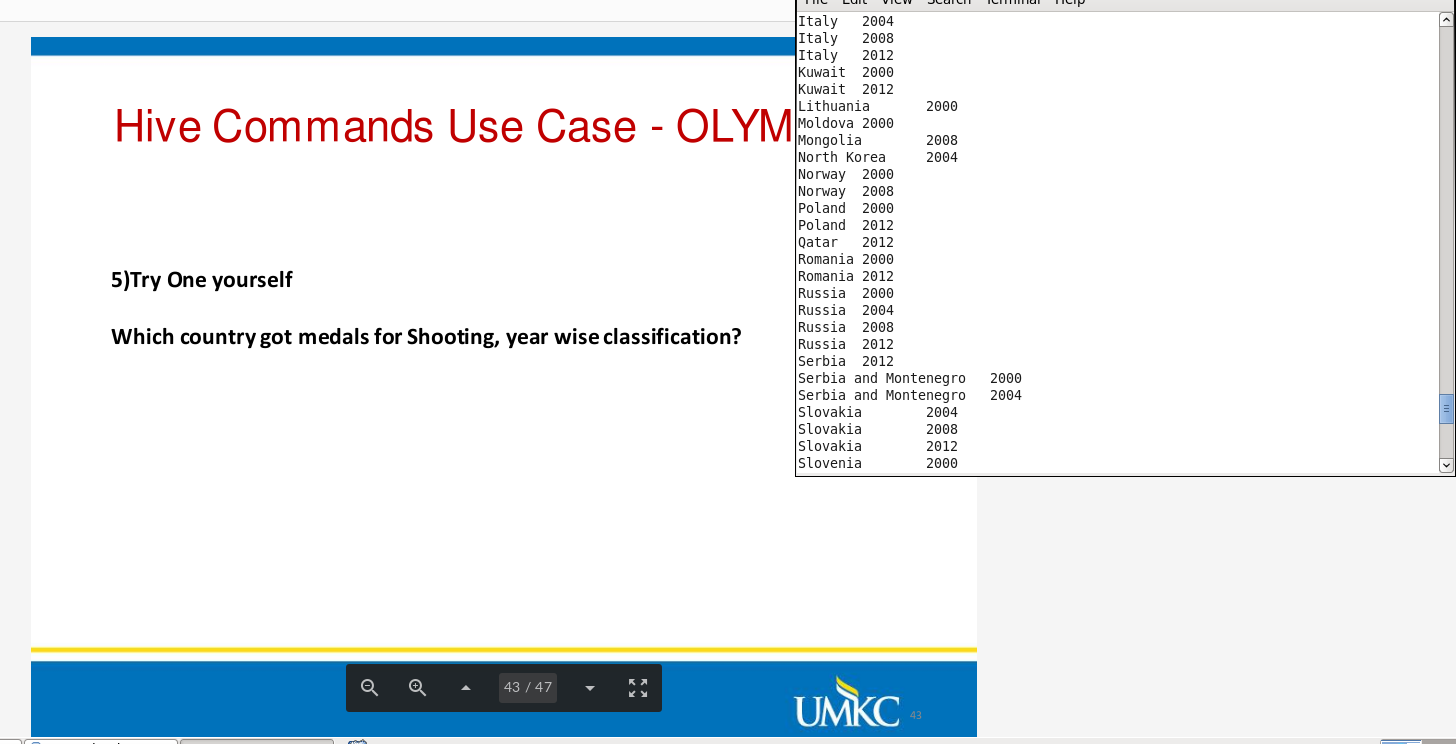 Hive Commands Use Case - OLYM
5)Try One yourself
Which country got medals for Shooting, year wise classification?
43 / 47
UMKC
43
File Edit View Search Terminal Help
Italy 2004
Italy 2008
Italy 2012
Kuwait 2000
Kuwait 2012
Lithuania 2000
Moldova 2000
Mongolia 2008
North Korea 2004
Norway 2000
Norway 2008
Poland 2000
Poland 2012
Qatar 2012
Romania 2000
Romania 2012
Russia 2000
Russia 2004
Russia 2008
Russia 2012
Serbia 2012
Serbia and Montenegro 2000
Serbia and Montenegro 2004
Slovakia 2004
Slovakia 2008
Slovakia 2012
Slovenia 2000